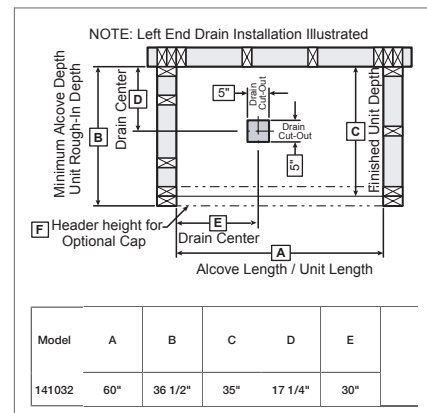 NOTE: Left End Drain Installation Illustrated
Minimum Alcove Depth
Unit Rough-In Depth
B
Drain Center
D
5"
Drain
Cut-Out
Drain
Cut-Out
5"
C
Finished Unit Depth
F Header height for
Optional Cap
E
Drain Center
A
Alcove Length / Unit Length
Model A B C D E
141032 60" 36 1/2" 35" 17 1/4" 30"